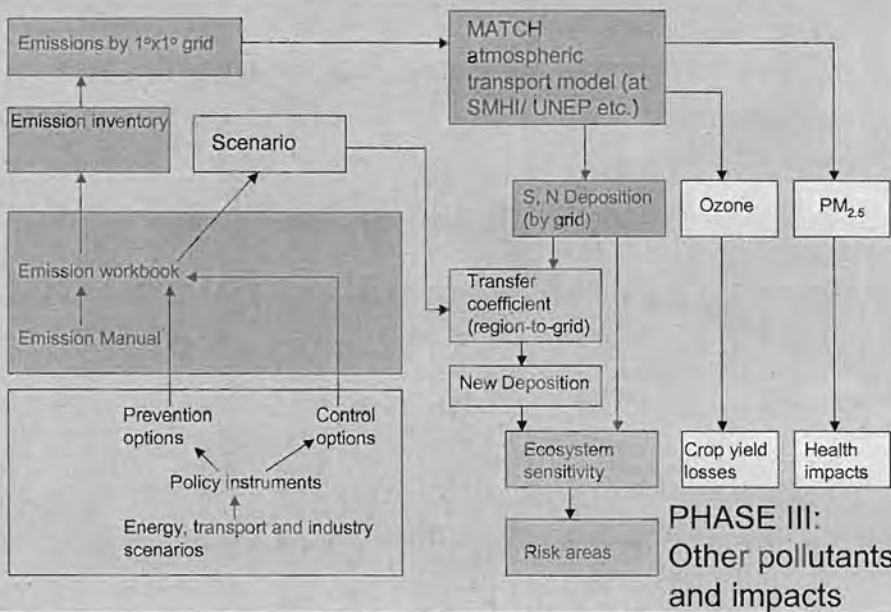 Emissions by 1ºx1º grid
MATCH
atmospheric
transport model (at
SMHI/ UNEP etc.)
Emission inventory
Scenario
S, N Deposition
(by grid)
Ozone
PM2.5
Emission workbook
Transfer
coefficient
(region-to-grid)
Emission Manual
New Deposition
Prevention
options
Control
options
Policy instruments
Energy, transport and industry
scenarios
Ecosystem
sensitivity
Crop yield
losses
Health
impacts
Risk areas
PHASE III:
Other pollutants
and impacts